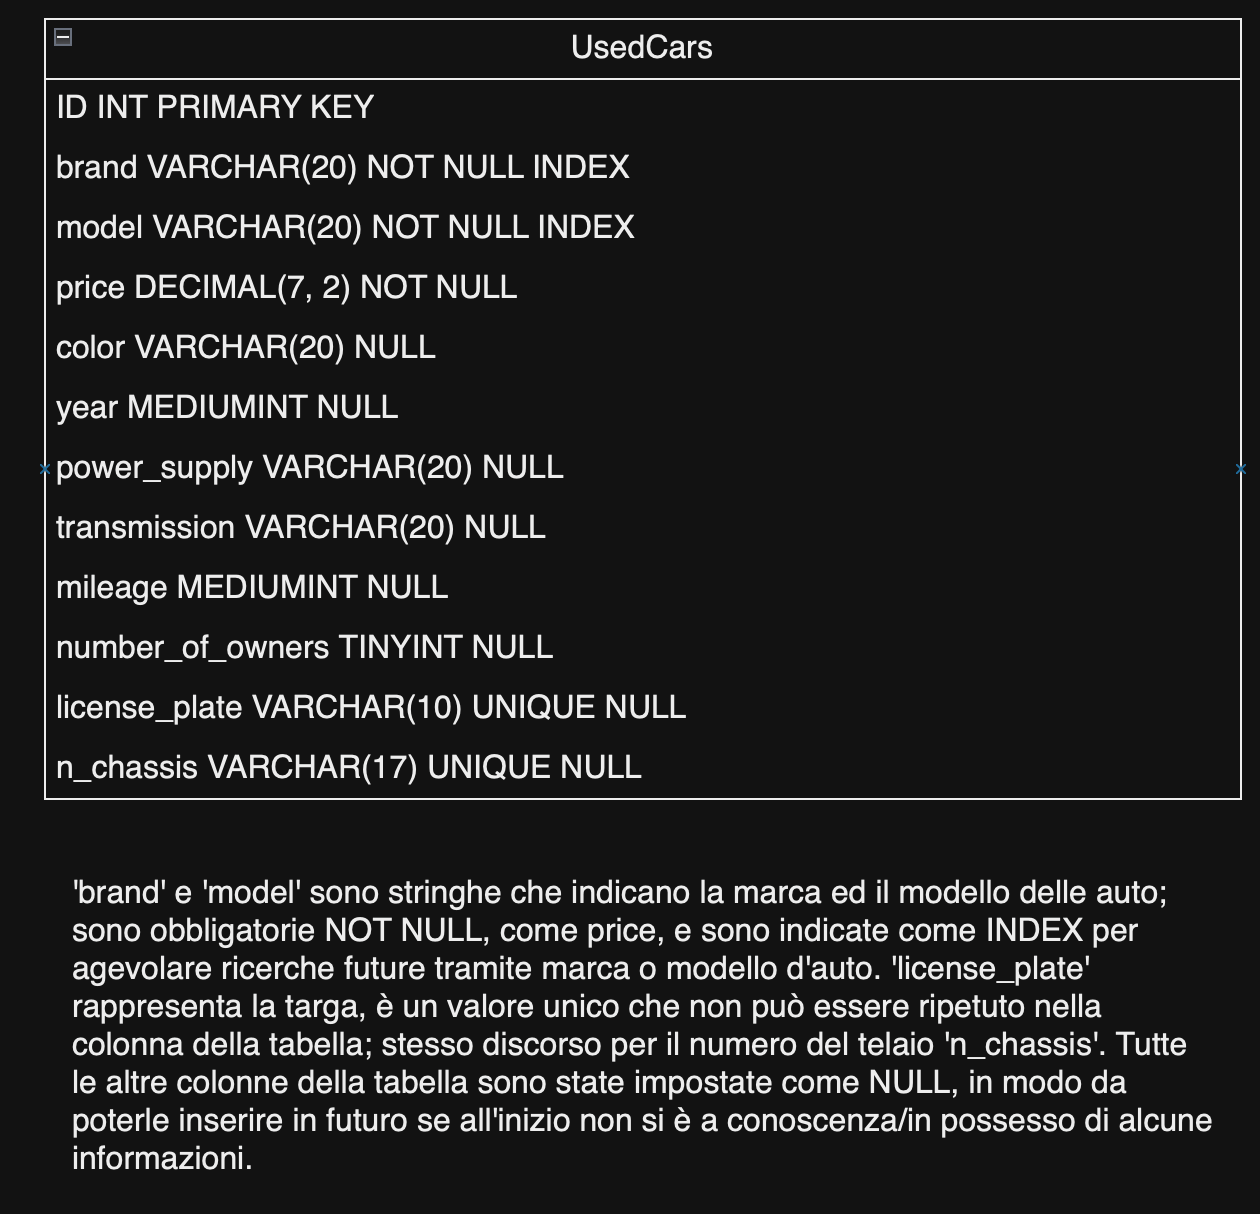 UsedCars
ID INT PRIMARY KEY
brand VARCHAR(20) NOT NULL INDEX
model VARCHAR(20) NOT NULL INDEX
price DECIMAL(7, 2) NOT NULL
color VARCHAR(20) NULL
year MEDIUMINT NULL
power_supply VARCHAR(20) NULL
transmission VARCHAR(20) NULL
mileage MEDIUMINT NULL
number_of_owners TINYINT NULL
license_plate VARCHAR(10) UNIQUE NULL
n_chassis VARCHAR(17) UNIQUE NULL
'brand' e 'model' sono stringhe che indicano la marca ed il modello delle auto;
sono obbligatorie NOT NULL, come price, e sono indicate come INDEX per
agevolare ricerche future tramite marca o modello d'auto. 'license_plate'
rappresenta la targa, è un valore unico che non può essere ripetuto nella
colonna della tabella; stesso discorso per il numero del telaio 'n_chassis'. Tutte
le altre colonne della tabella sono state impostate come NULL, in modo da
poterle inserire in futuro se all'inizio non si è a conoscenza/in possesso di alcune
informazioni.